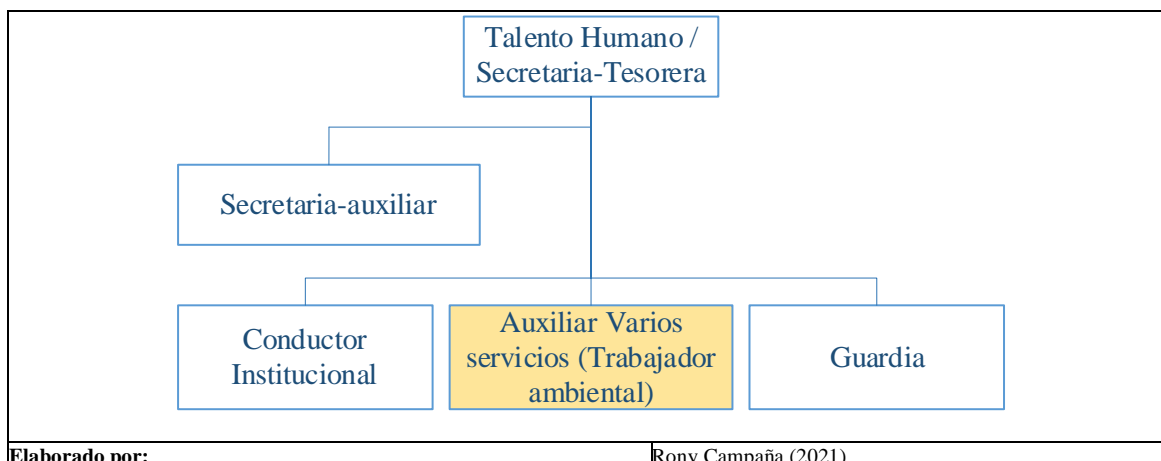 Talento Humano /
Secretaria-Tesorera
Secretaria-auxiliar
Conductor
Institucional
Auxiliar Varios
servicios (Trabajador
ambiental)
Guardia
Elaborado por:
Rony Campaña (2021)